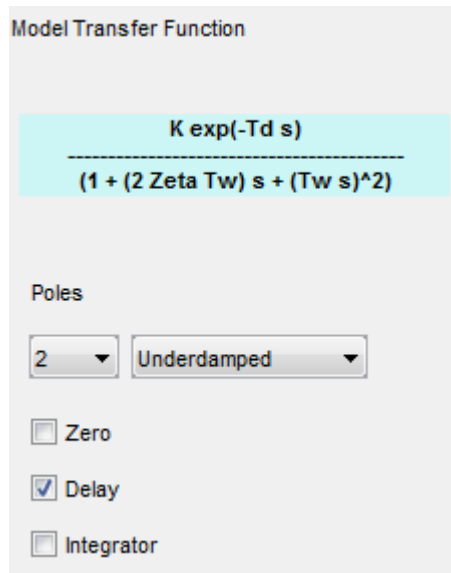 Model Transfer Function
K exp(-Td s)
------------------------------------------
(1 + (2 Zeta Tw) s + (Tw s)^2)
Poles
2 Underdamped
Zero
Delay
Integrator